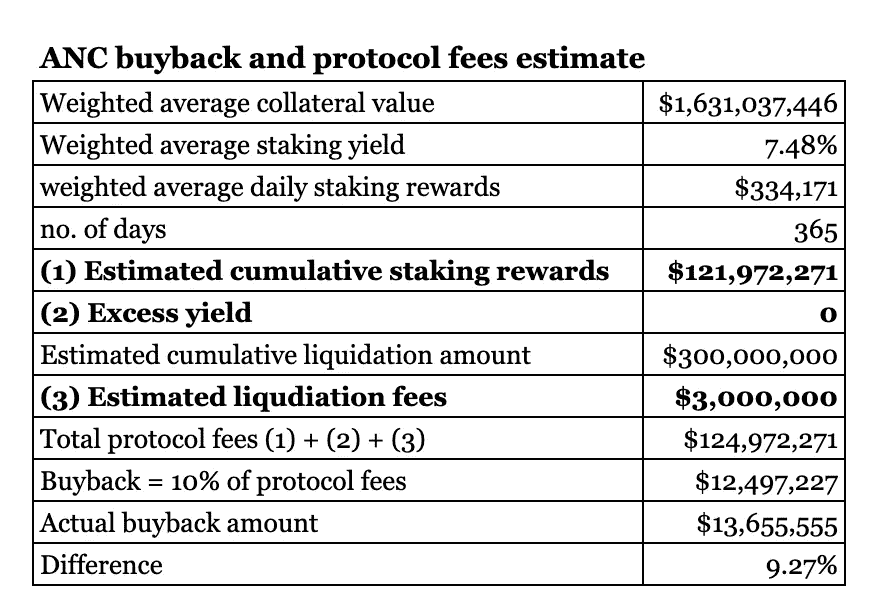 ANC buyback and protocol fees estimate
Weighted average collateral value $1,631,037,446
Weighted average staking yield 7.48%
weighted average daily staking rewards $334,171
no. of days 365
(1) Estimated cumulative staking rewards $121,972,271
(2) Excess yield 0
Estimated cumulative liquidation amount $300,000,000
(3) Estimated liqudiation fees $3,000,000
Total protocol fees (1) + (2) + (3) $124,972,271
Buyback = 10% of protocol fees $12,497,227
Actual buyback amount $13,655,555
Difference 9.27%